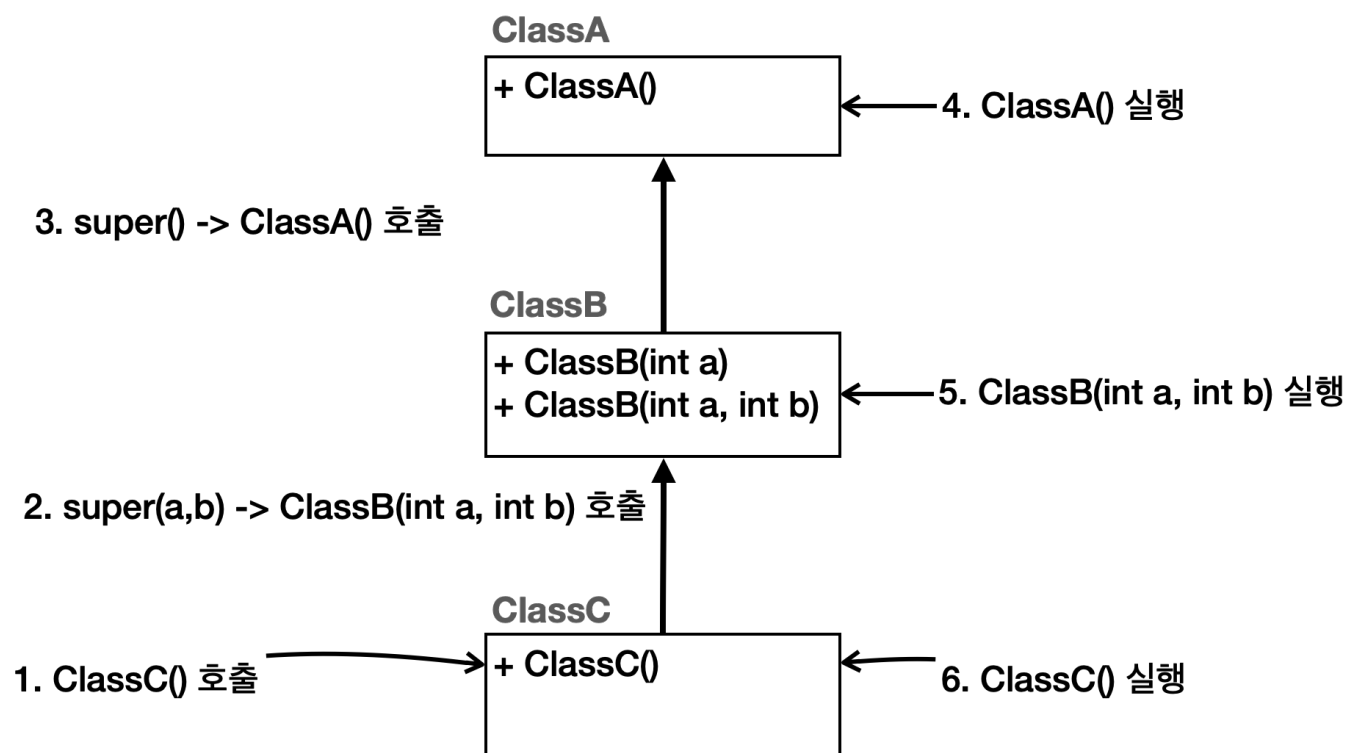 ClassA
+ ClassA()
4. ClassA() 실행
3. super() -> ClassA() 호출
ClassB
+ ClassB(int a)
+ ClassB(int a, int b)
5. ClassB(int a, int b) 실행
2. super(a,b) -> ClassB(int a, int b) 호출
ClassC
+ ClassC()
1. ClassC() 호출
6. ClassC() 실행